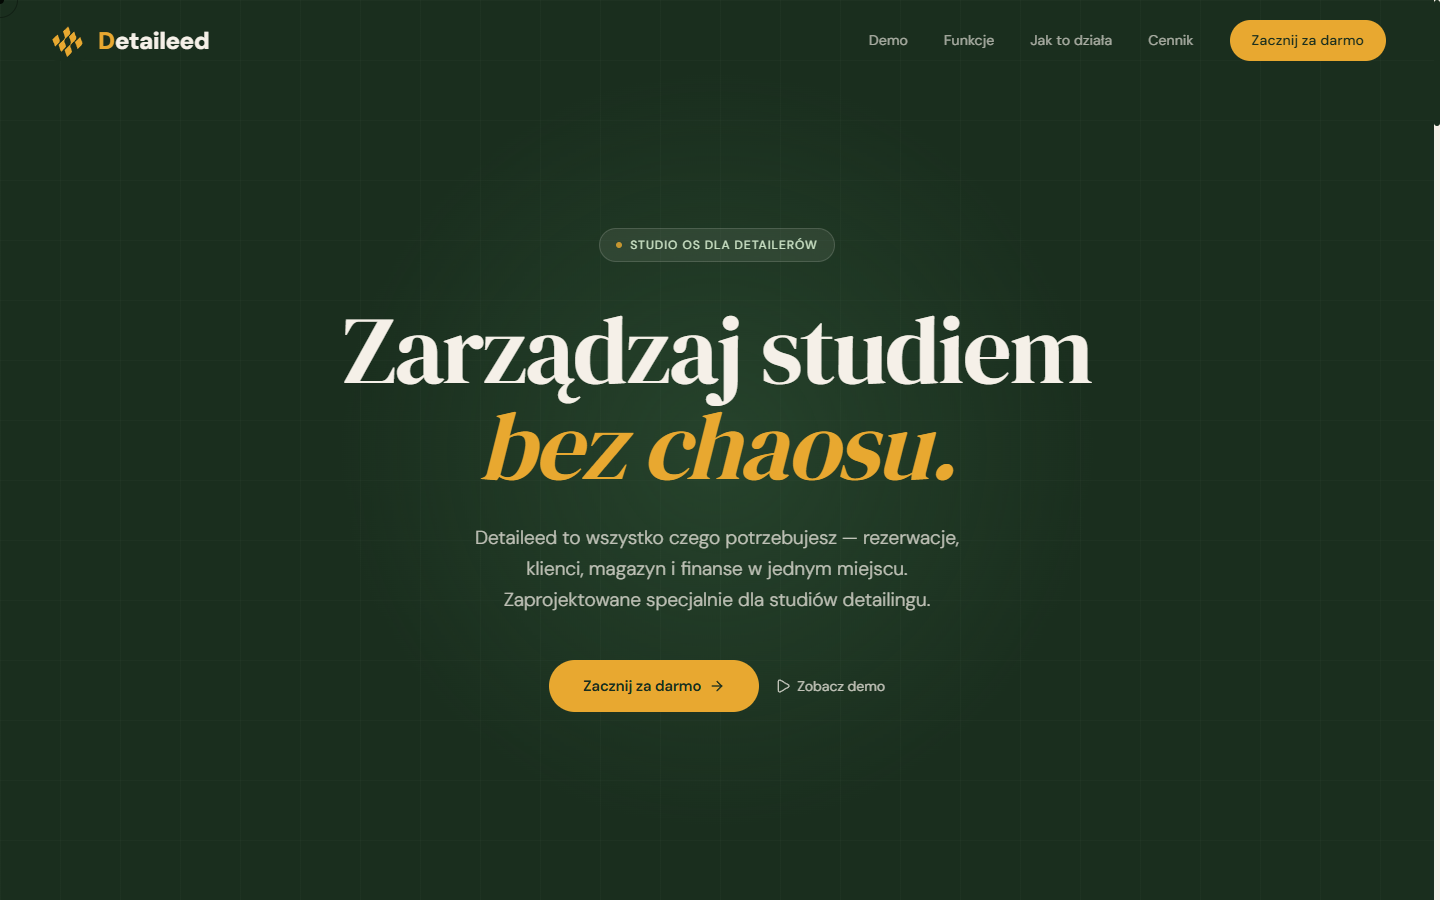 Detaileed
Demo
Funkcje
Jak to działa
Cennik
Zacznij za darmo
STUDIO OS DLA DETAILERÓW
Zarządzaj studiem
bez chaosu.
Detaileed to wszystko czego potrzebujesz — rezerwacje,
klienci, magazyn i finanse w jednym miejscu.
Zaprojektowane specjalnie dla studiów detailingu.
Zacznij za darmo →
Zobacz demo